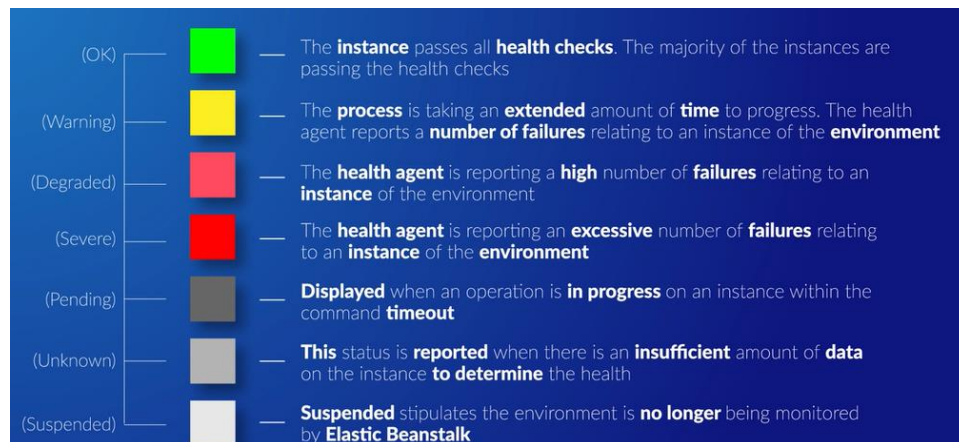 (OK)
The instance passes all health checks. The majority of the instances are
passing the health checks
(Warning)
The process is taking an extended amount of time to progress. The health
agent reports a number of failures relating to an instance of the environment
(Degraded)
The health agent is reporting a high number of failures relating to an
instance of the environment
(Severe)
The health agent is reporting an excessive number of failures relating
to an instance of the environment
(Pending)
Displayed when an operation is in progress on an instance within the
command timeout
(Unknown)
This status is reported when there is an insufficient amount of data
on the instance to determine the health
(Suspended)
Suspended stipulates the environment is no longer being monitored
by Elastic Beanstalk